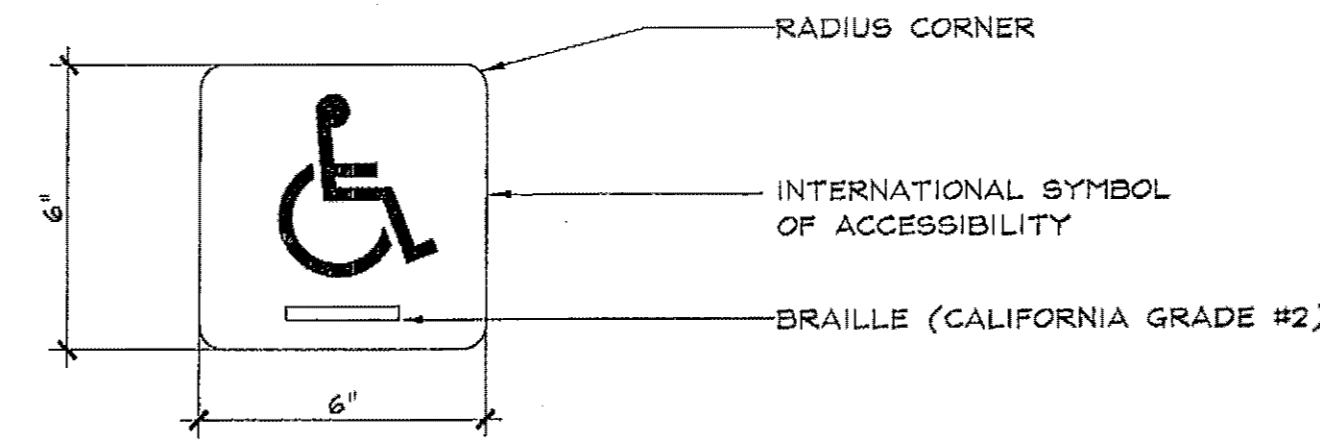 RADIUS CORNER
6"
INTERNATIONAL SYMBOL
OF ACCESSIBILITY
BRAILLE (CALIFORNIA GRADE #2)
6"